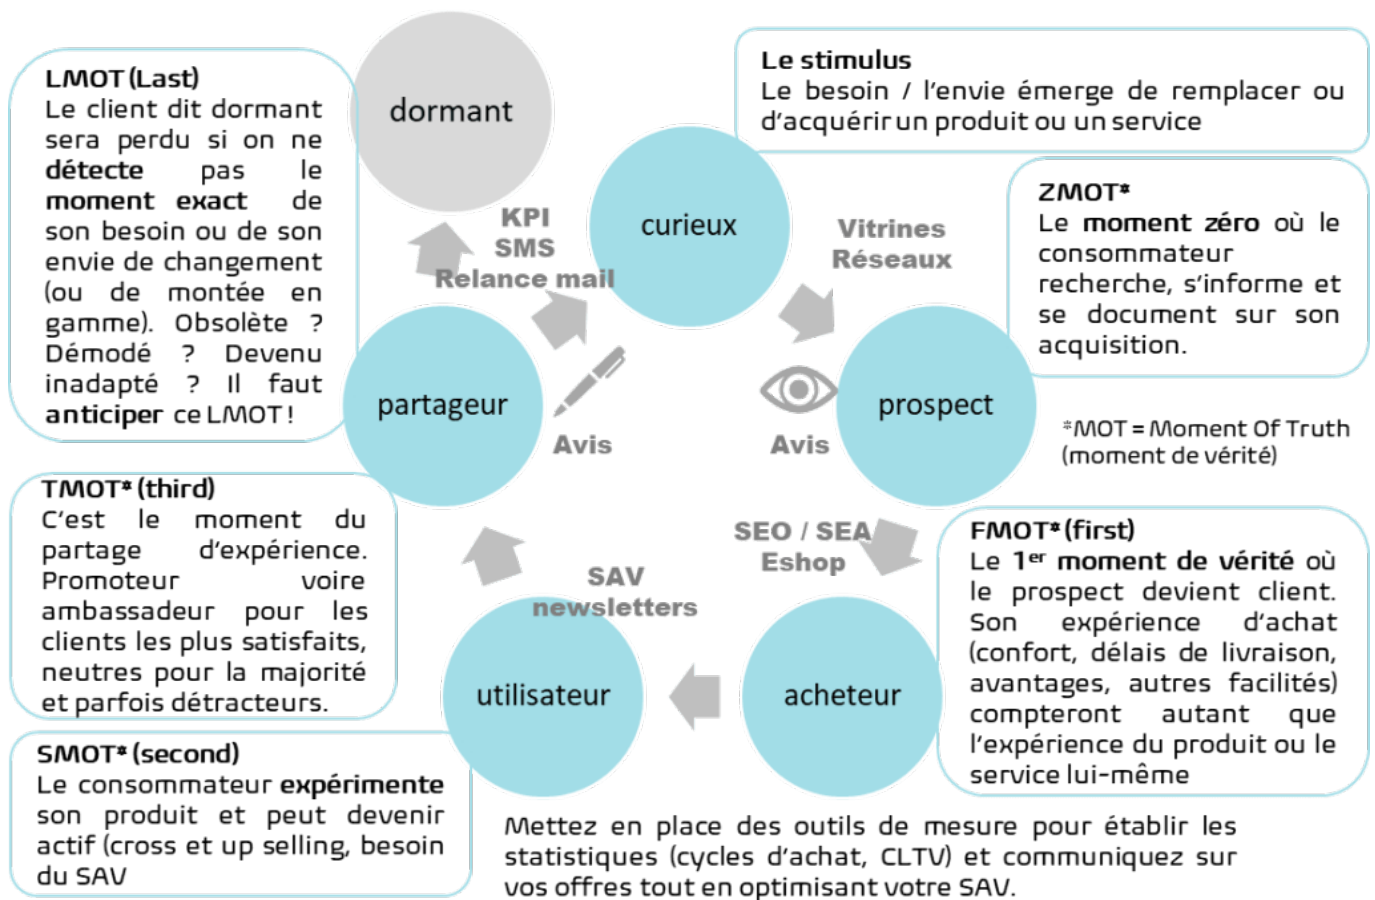 LMOT (Last)
Le client dit dormant
sera perdu si on ne
détecte pas le
moment exact de
son besoin ou de son
envie de changement
(ou de montée en
gamme). Obsolète ?
Démodé ? Devenu
inadapté ? Il faut
anticiper ce LMOT !
dormant
Le stimulus
Le besoin / l'envie émerge de remplacer ou
d'acquérir un produit ou un service
curieux
KPI
SMS
Relance mail
Vitrines
Réseaux
ZMOT*
Le moment zéro où le
consommateur
recherche, s'informe et
se document sur son
acquisition.
partageur
Avis
Avis
prospect
*MOT = Moment Of Truth
(moment de vérité)
TMOT* (third)
C'est le moment du
partage d'expérience.
Promoteur voire
ambassadeur pour les
clients les plus satisfaits,
neutres pour la majorité
et parfois détracteurs.
SEO / SEA
Eshop
SAV
newsletters
FMOT* (first)
Le 1er moment de vérité où
le prospect devient client.
Son expérience d'achat
(confort, délais de livraison,
avantages, autres facilités)
compteront autant que
l'expérience du produit ou le
service lui-même
utilisateur
acheteur
SMOT* (second)
Le consommateur expérimente
son produit et peut devenir
actif (cross et up selling, besoin
du SAV
Mettez en place des outils de mesure pour établir les
statistiques (cycles d'achat, CLTV) et communiquez sur
vos offres tout en optimisant votre SAV.